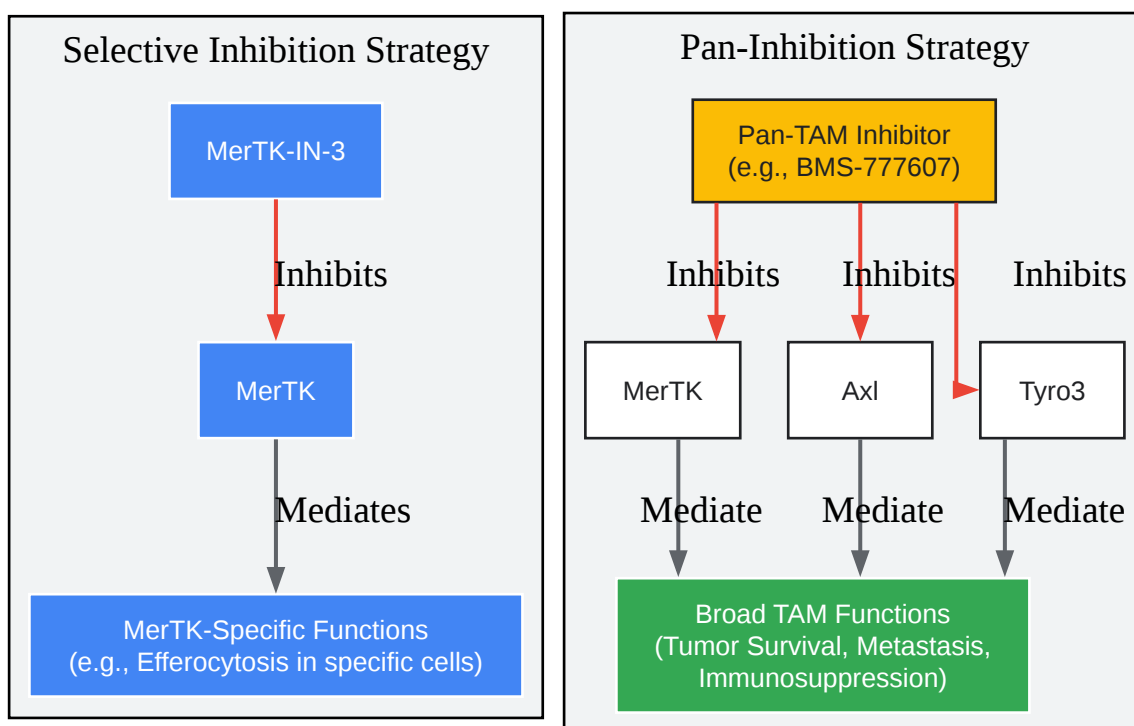 Selective Inhibition Strategy
MerTK-IN-3
Inhibits
MerTK
Mediates
MerTK-Specific Functions
(e.g., Efferocytosis in specific cells)
Pan-Inhibition Strategy
Pan-TAM Inhibitor
(e.g., BMS-777607)
Inhibits
Inhibits
Inhibits
MerTK
Axl
Tyro3
Mediate
Mediate
Mediate
Broad TAM Functions
(Tumor Survival, Metastasis,
Immunosuppression)